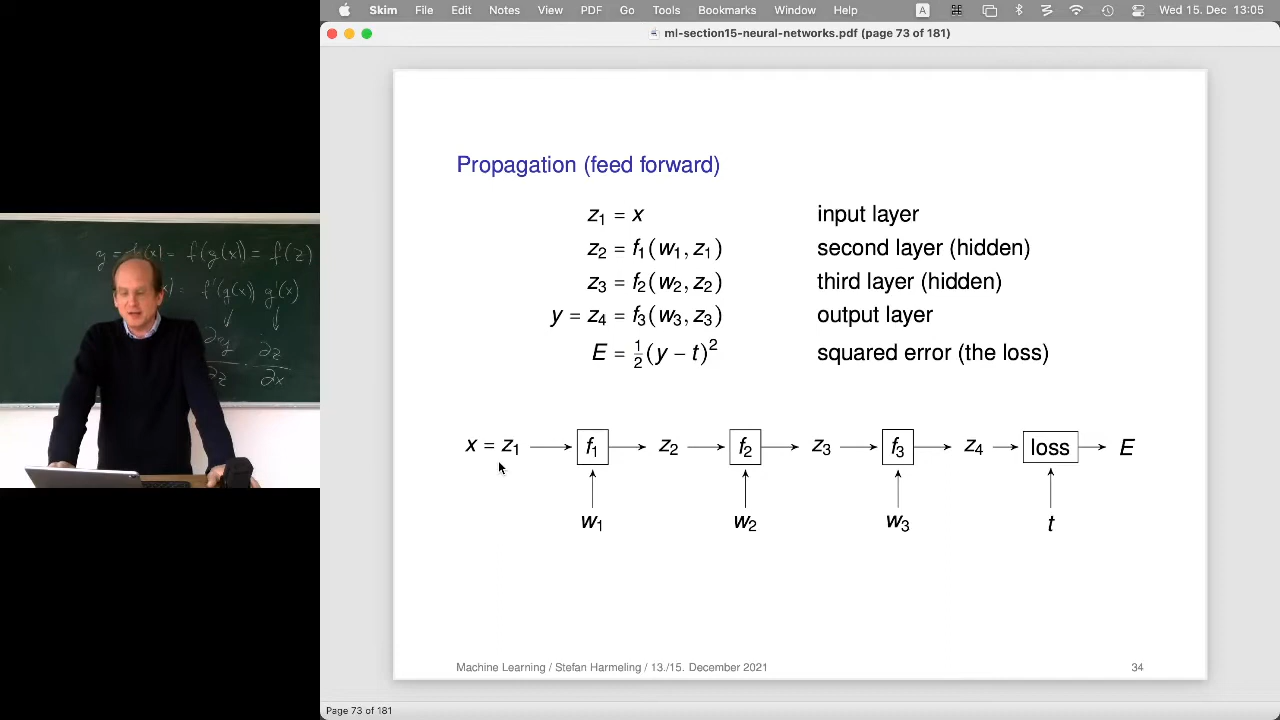 Skim File Edit Notes View PDF Go Tools Bookmarks Window Help A Wed 15. Dec 13:05
ml-section15-neural-networks.pdf (page 73 of 181)
y = f(x) = f(g(x)) = f(z)
f'(g(x)) g'(x)
∂y ∂z
∂z ∂x
Propagation (feed forward)
z₁ = x input layer
z₂ = f₁(w₁, z₁) second layer (hidden)
z₃ = f₂(w₂, z₂) third layer (hidden)
y = z₄ = f₃(w₃, z₃) output layer
E = ½(y − t)² squared error (the loss)
x = z₁ → f₁ → z₂ → f₂ → z₃ → f₃ → z₄ → loss → E
w₁ w₂ w₃ t
Machine Learning / Stefan Harmeling / 13./15. December 2021 34
Page 73 of 181